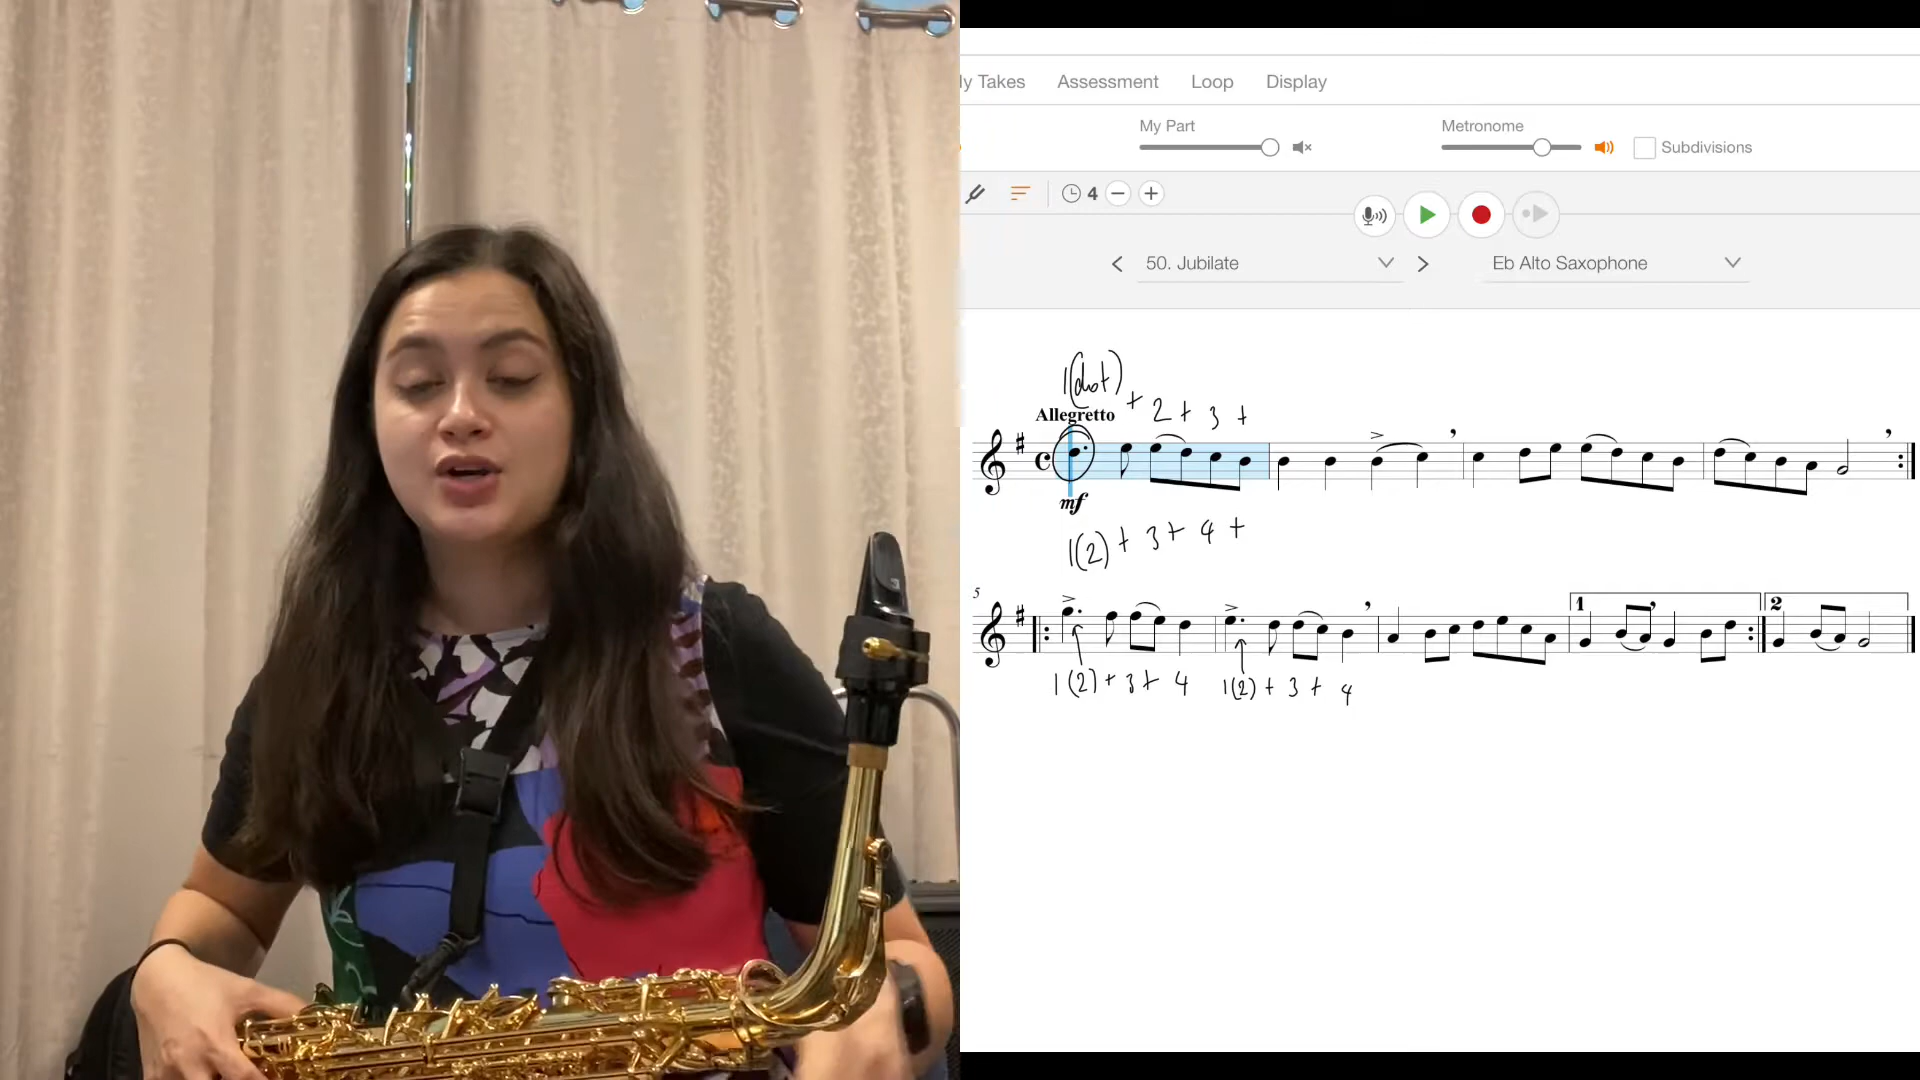 Takes Assessment Loop Display
My Part Metronome
Subdivisions
4
50. Jubilate Eb Alto Saxophone
1(dot) + 2 + 3 +
Allegretto
mf
1(2) + 3 + 4 +
5 1 2
1(2) + 3 + 4 1(2) + 3 + 4